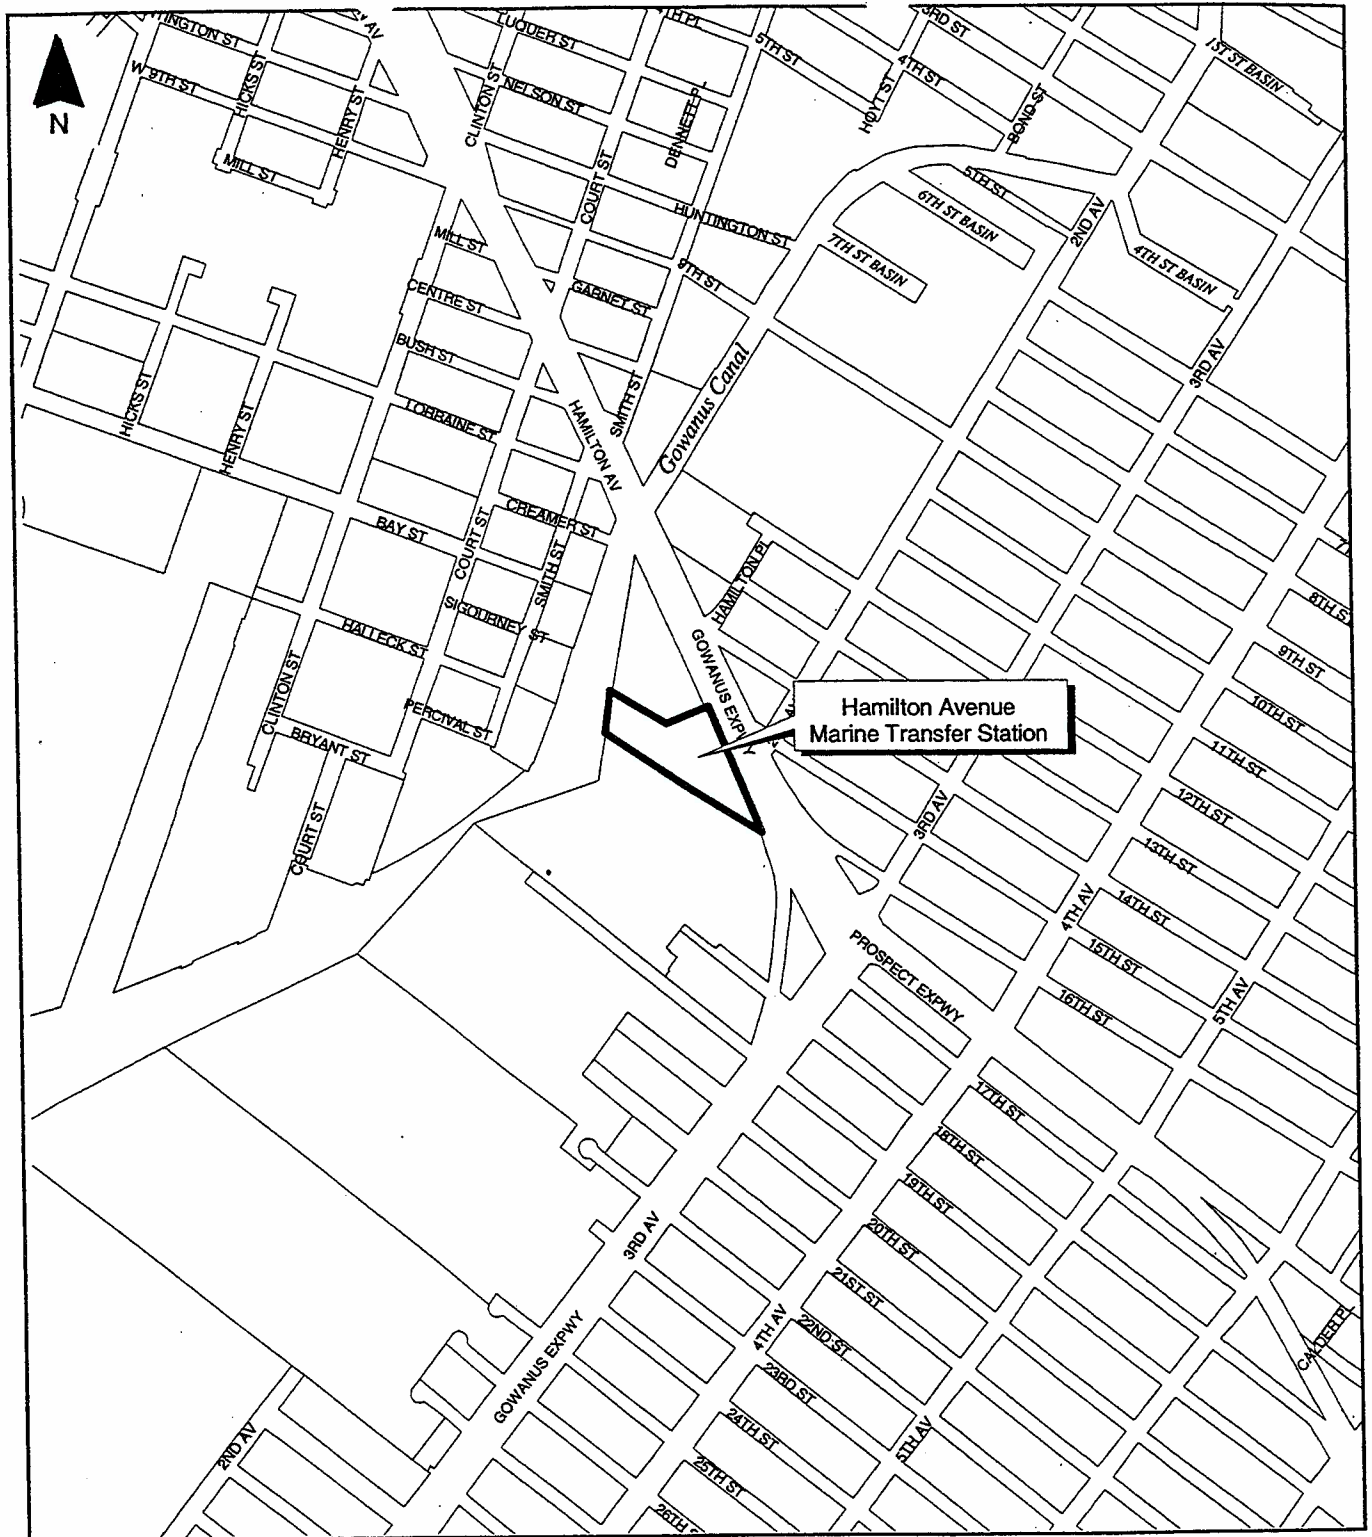 LUQUER ST
4TH PL
5TH ST
3RD ST
4TH ST
1ST ST BASIN
HUNTINGTON ST
N
W 9TH ST
HICKS ST
HENRY ST
CLINTON ST
NELSON ST
DENNETT PL
HOYT ST
BOND ST
MILL ST
COURT ST
5TH ST
6TH ST BASIN
2ND AV
HUNTINGTON ST
7TH ST BASIN
4TH ST BASIN
MILL ST
9TH ST
CENTRE ST
GARNET ST
BUSH ST
3RD AV
Gowanus Canal
HICKS ST
HENRY ST
LORRAINE ST
HAMILTON AV
SMITH ST
CREAMER ST
BAY ST
COURT ST
SMITH ST
HAMILTON PL
8TH ST
SIGOURNEY ST
HALLECK ST
GOWANUS EXPWY
9TH ST
CLINTON ST
10TH ST
PERCIVAL ST
Hamilton Avenue
Marine Transfer Station
BRYANT ST
11TH ST
3RD AV
12TH ST
COURT ST
13TH ST
4TH AV
14TH ST
15TH ST
PROSPECT EXPWY
16TH ST
5TH AV
17TH ST
18TH ST
19TH ST
3RD AV
20TH ST
21ST ST
22ND ST
4TH AV
CALDER PL
GOWANUS EXPWY
23RD ST
24TH ST
5TH AV
2ND AV
25TH ST
26TH S